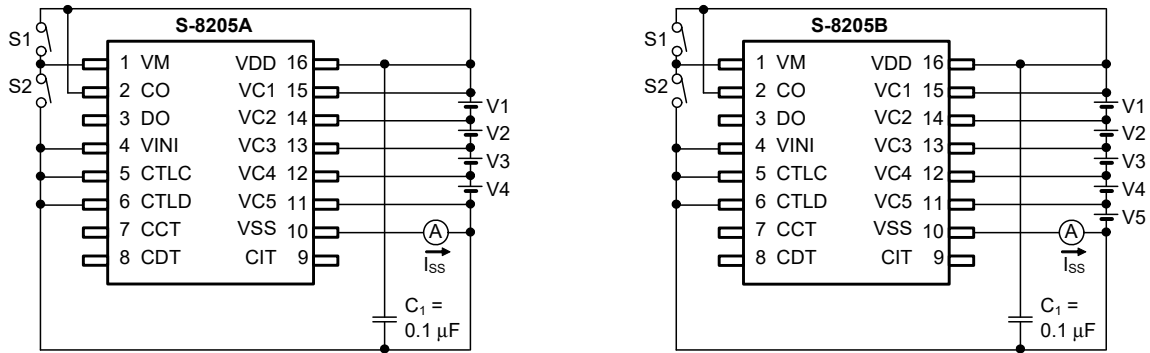 S-8205A
S1
S2
1 VM VDD 16
2 CO VC1 15
3 DO VC2 14
4 VINI VC3 13
5 CTLC VC4 12
6 CTLD VC5 11
7 CCT VSS 10
8 CDT CIT 9
V1
V2
V3
V4
A
ISS
C1 =
0.1 μF
S-8205B
S1
S2
1 VM VDD 16
2 CO VC1 15
3 DO VC2 14
4 VINI VC3 13
5 CTLC VC4 12
6 CTLD VC5 11
7 CCT VSS 10
8 CDT CIT 9
V1
V2
V3
V4
V5
A
ISS
C1 =
0.1 μF